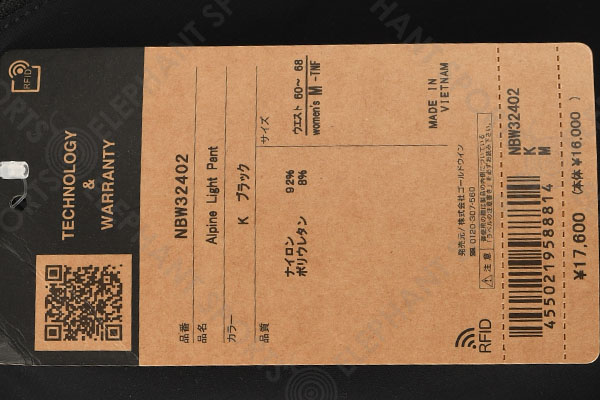 RFID
TECHNOLOGY
&
WARRANTY
品番 NBW32402
品名 Alpine Light Pant
カラー K ブラック
品質
ナイロン 92%
ポリウレタン 8%
サイズ
ウエスト 60〜 68
women's M -TNF
MADE IN
VIETNAM
発売元/株式会社ゴールドウイン
0120-307-560
注意
RFID
NBW32402
K
M
4550219588814
¥17,600 (本体 ¥16,000 )